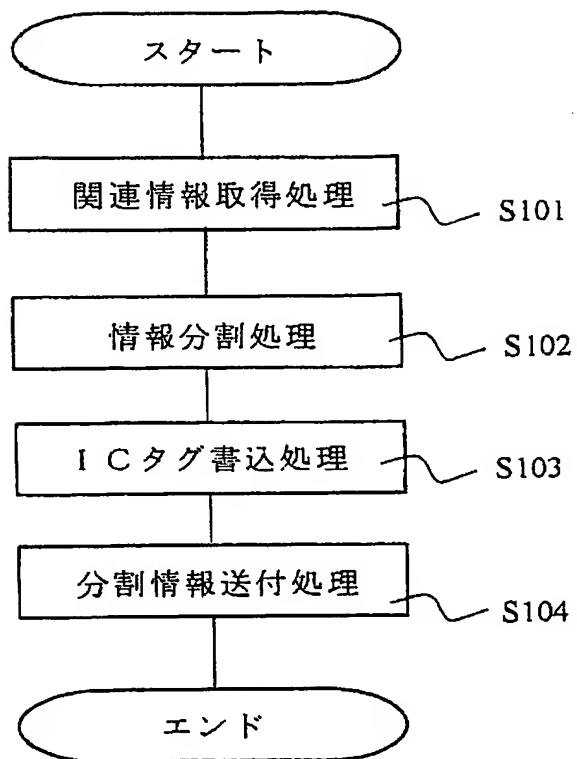 スタート
関連情報取得処理
S101
情報分割処理
S102
ICタグ書込処理
S103
分割情報送付処理
S104
エンド